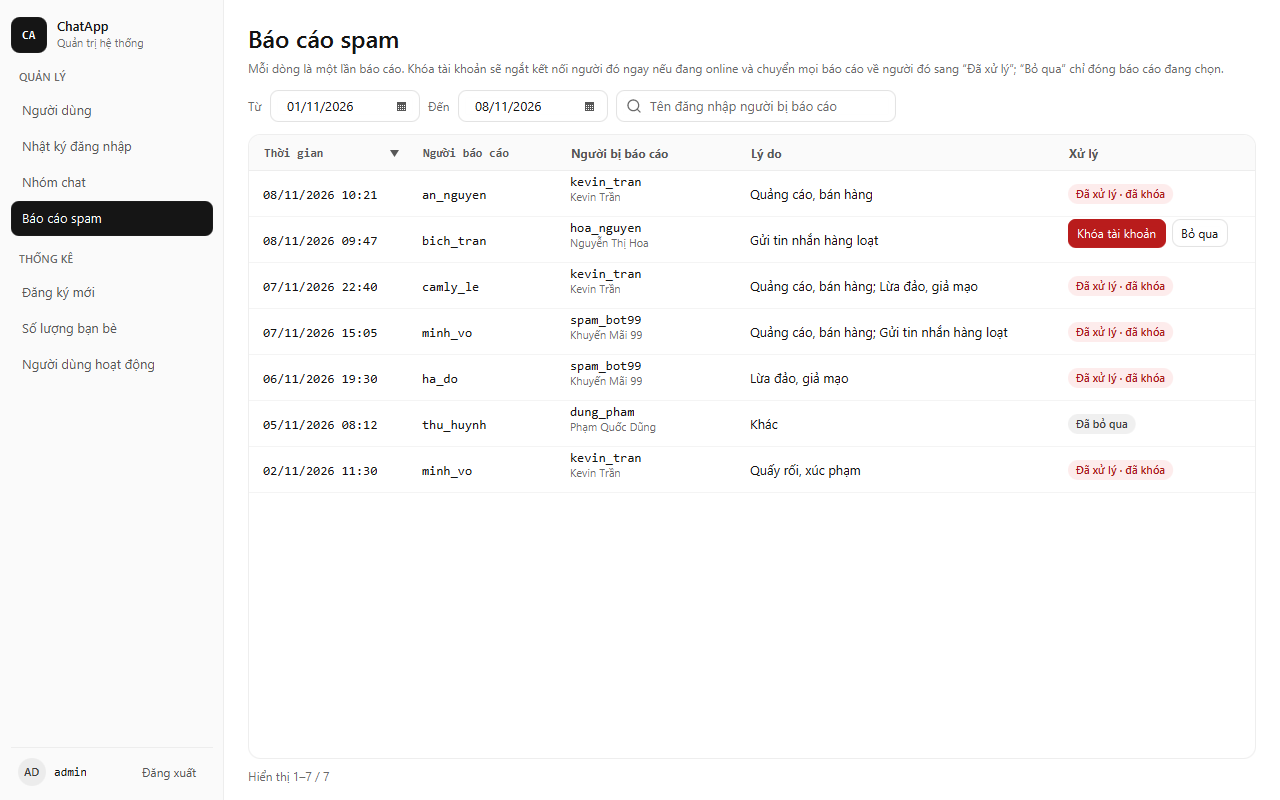 CA
ChatApp
Quản trị hệ thống
QUẢN LÝ
Người dùng
Nhật ký đăng nhập
Nhóm chat
Báo cáo spam
THỐNG KÊ
Đăng ký mới
Số lượng bạn bè
Người dùng hoạt động
AD admin Đăng xuất
Báo cáo spam
Mỗi dòng là một lần báo cáo. Khóa tài khoản sẽ ngắt kết nối người đó ngay nếu đang online và chuyển mọi báo cáo về người đó sang “Đã xử lý”; “Bỏ qua” chỉ đóng báo cáo đang chọn.
Từ 01/11/2026 Đến 08/11/2026 Tên đăng nhập người bị báo cáo
Thời gian ▼ Người báo cáo Người bị báo cáo Lý do Xử lý
08/11/2026 10:21 an_nguyen kevin_tran Quảng cáo, bán hàng Đã xử lý · đã khóa
Kevin Trần
08/11/2026 09:47 bich_tran hoa_nguyen Gửi tin nhắn hàng loạt Khóa tài khoản Bỏ qua
Nguyễn Thị Hoa
07/11/2026 22:40 camly_le kevin_tran Quảng cáo, bán hàng; Lừa đảo, giả mạo Đã xử lý · đã khóa
Kevin Trần
07/11/2026 15:05 minh_vo spam_bot99 Quảng cáo, bán hàng; Gửi tin nhắn hàng loạt Đã xử lý · đã khóa
Khuyến Mãi 99
06/11/2026 19:30 ha_do spam_bot99 Lừa đảo, giả mạo Đã xử lý · đã khóa
Khuyến Mãi 99
05/11/2026 08:12 thu_huynh dung_pham Khác Đã bỏ qua
Phạm Quốc Dũng
02/11/2026 11:30 minh_vo kevin_tran Quấy rối, xúc phạm Đã xử lý · đã khóa
Kevin Trần
Hiển thị 1–7 / 7